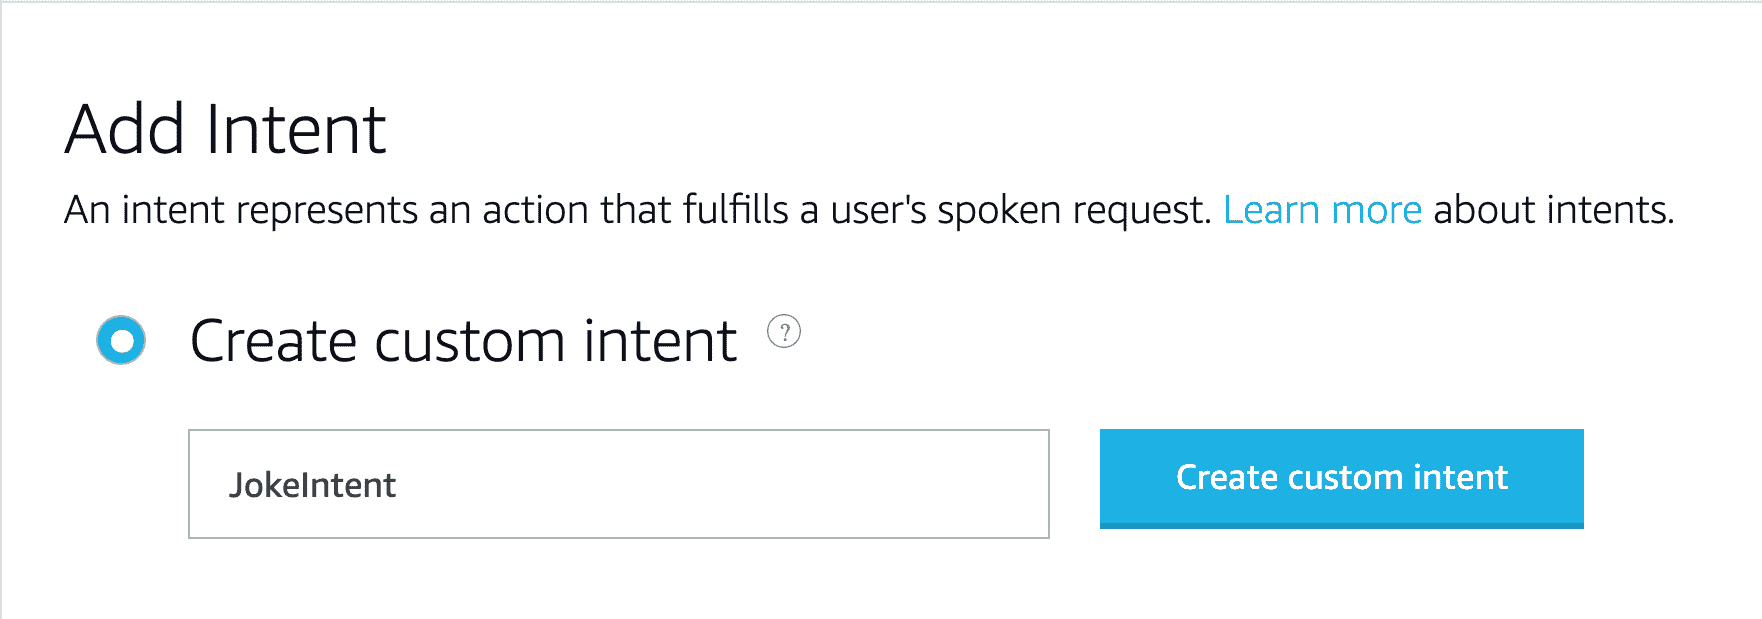 Add Intent
An intent represents an action that fulfills a user's spoken request. Learn more about intents.
Create custom intent ?
JokeIntent
Create custom intent